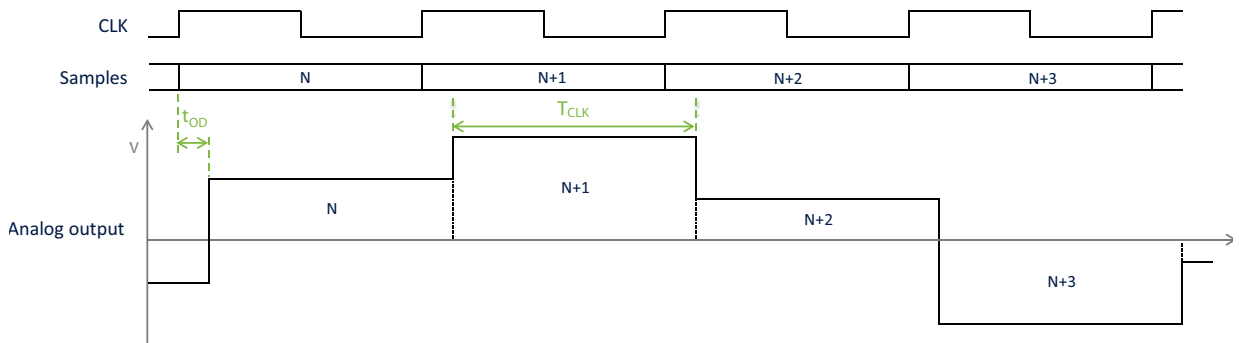 CLK
Samples
N
N+1
N+2
N+3
tOD
TCLK
V
N
N+1
N+2
N+3
Analog output